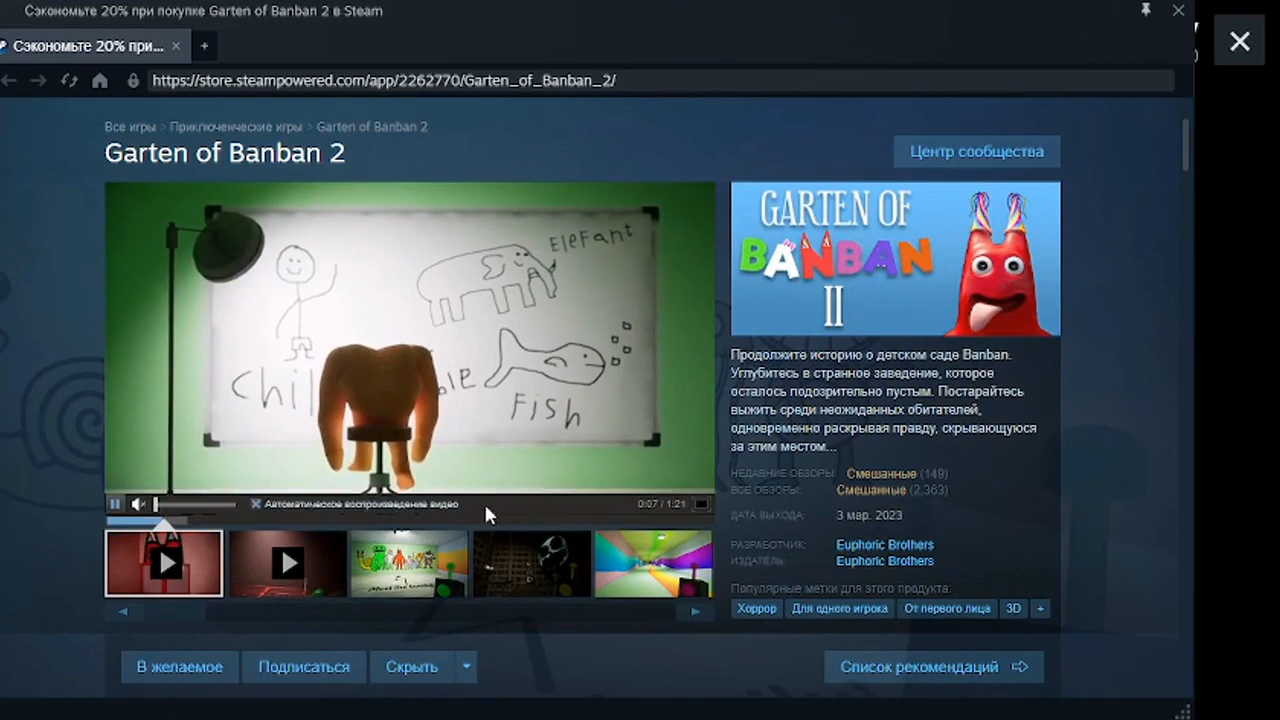 Сэкономьте 20% при покупке Garten of Banban 2 в Steam
Сэкономьте 20% при...
https://store.steampowered.com/app/2262770/Garten_of_Banban_2/
Все игры > Приключенческие игры > Garten of Banban 2
Garten of Banban 2
Центр сообщества
EleFant
Chil
ble
Fish
GARTEN OF
BANBAN
II
Продолжите историю о детском саде Banban.
Углубитесь в странное заведение, которое
осталось подозрительно пустым. Постарайтесь
выжить среди неожиданных обитателей,
одновременно раскрывая правду, скрывающуюся
за этим местом...
НЕДАВНИЕ ОБЗОРЫ: Смешанные (149)
ВСЕ ОБЗОРЫ: Смешанные (2,363)
ДАТА ВЫХОДА: 3 мар. 2023
РАЗРАБОТЧИК: Euphoric Brothers
ИЗДАТЕЛЬ: Euphoric Brothers
Популярные метки для этого продукта:
Хоррор Для одного игрока От первого лица 3D +
Автоматическое воспроизведение видео
0:07 / 1:21
В желаемое
Подписаться
Скрыть
Список рекомендаций